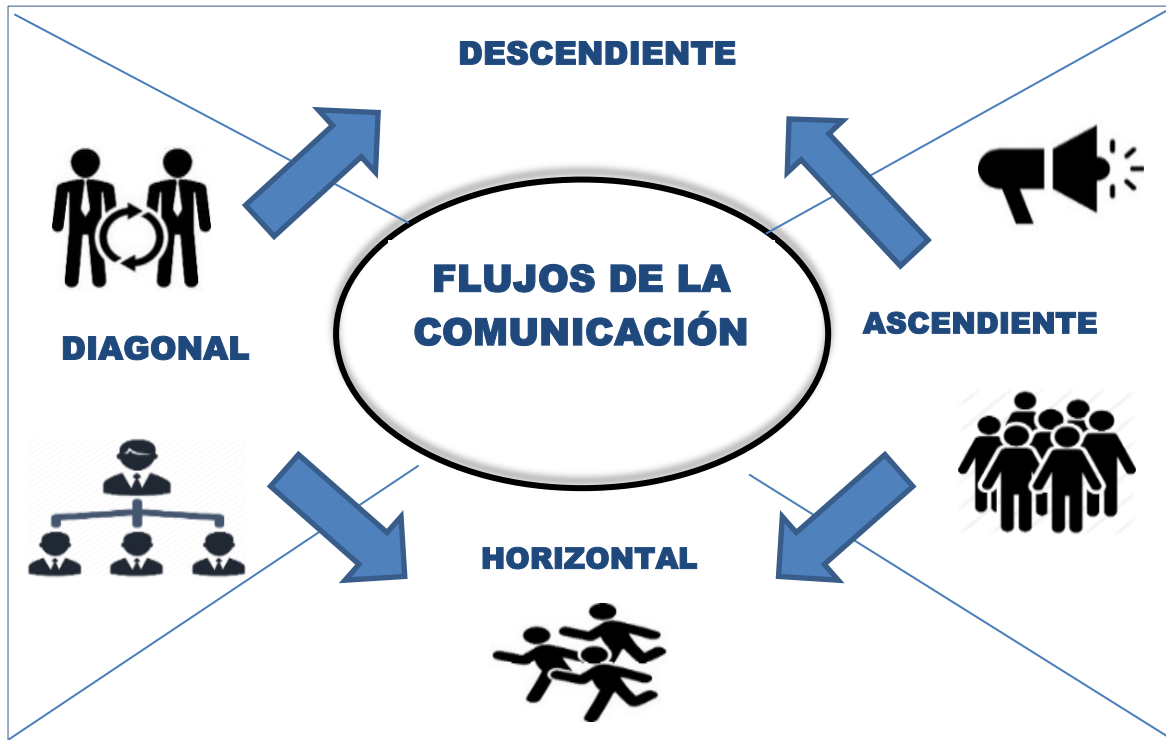 DESCENDIENTE
FLUJOS DE LA
COMUNICACIÓN
ASCENDIENTE
DIAGONAL
HORIZONTAL